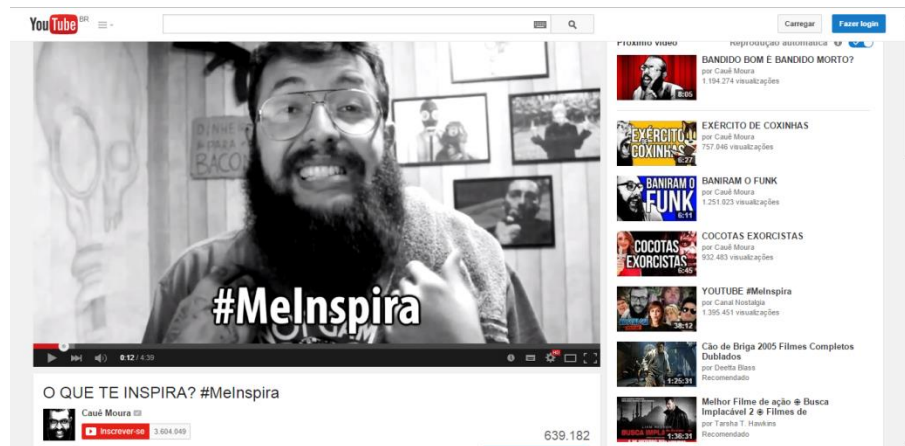 YouTube BR
Carregar
Fazer login
#MeInspira
0:12 / 4:39
HD
O QUE TE INSPIRA? #MeInspira
Cauê Moura
Inscrever-se 3.604.049
639.182
Próximo vídeo
Reprodução automática
8:05
BANDIDO BOM É BANDIDO MORTO?
por Cauê Moura
1.194.274 visualizações
EXÉRCITO
COXINHAS
6:27
EXÉRCITO DE COXINHAS
por Cauê Moura
757.046 visualizações
BANIRAM O
FUNK
6:11
BANIRAM O FUNK
por Cauê Moura
1.251.023 visualizações
COCOTAS
EXORCISTAS
6:45
COCOTAS EXORCISTAS
por Cauê Moura
932.483 visualizações
38:12
YOUTUBE #MeInspira
por Canal Nostalgia
1.395.451 visualizações
1:25:31
Cão de Briga 2005 Filmes Completos
Dublados
por Deetta Blass
Recomendado
BUSCA
1:36:31
Melhor Filme de ação ⊕ Busca
Implacável 2 ⊕ Filmes de
por Tarsha T. Hawkins
Recomendado